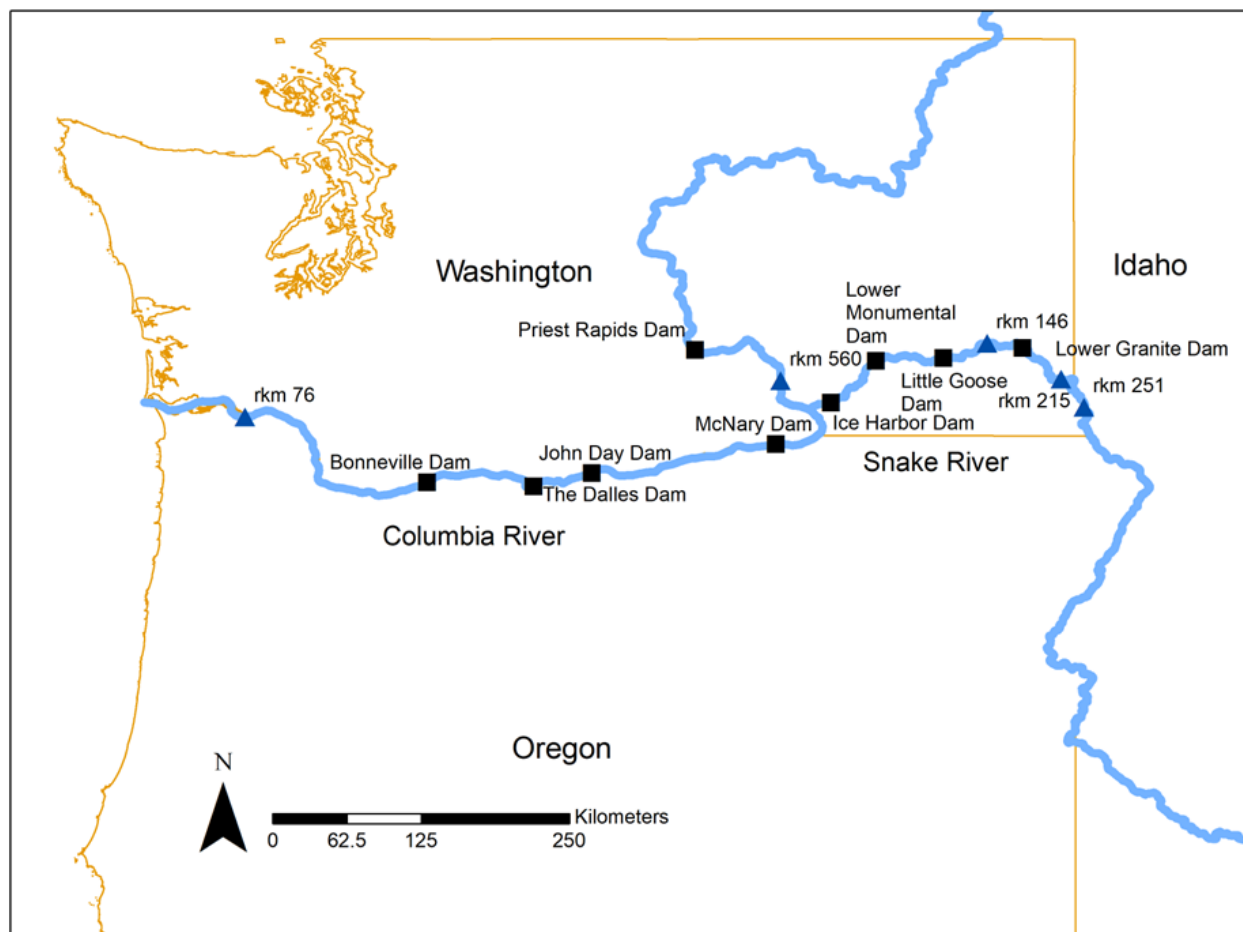 Washington
Idaho
Lower
Monumental
Dam
rkm 146
Priest Rapids Dam
rkm 560
Lower Granite Dam
Little Goose
Dam
rkm 215
rkm 251
rkm 76
McNary Dam
Ice Harbor Dam
John Day Dam
Bonneville Dam
Snake River
The Dalles Dam
Columbia River
Oregon
N
Kilometers
0 62.5 125 250